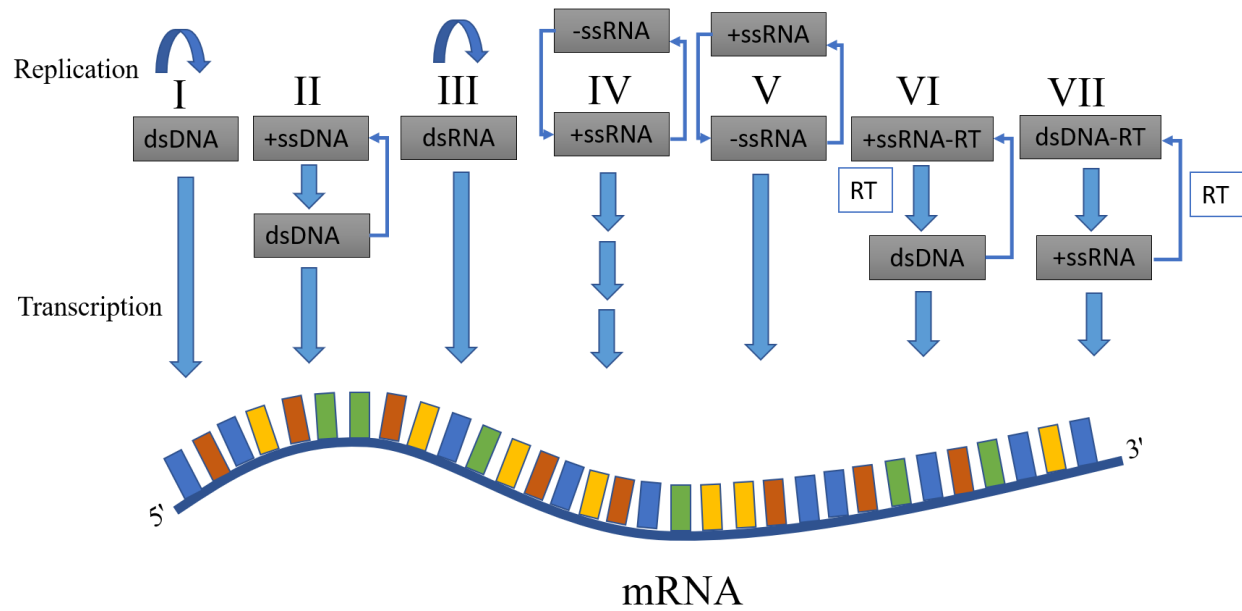 -ssRNA
+ssRNA
Replication
I
II
III
IV
V
VI
VII
dsDNA
+ssDNA
dsRNA
+ssRNA
-ssRNA
+ssRNA-RT
dsDNA-RT
RT
RT
dsDNA
dsDNA
+ssRNA
Transcription
5'
3'
mRNA